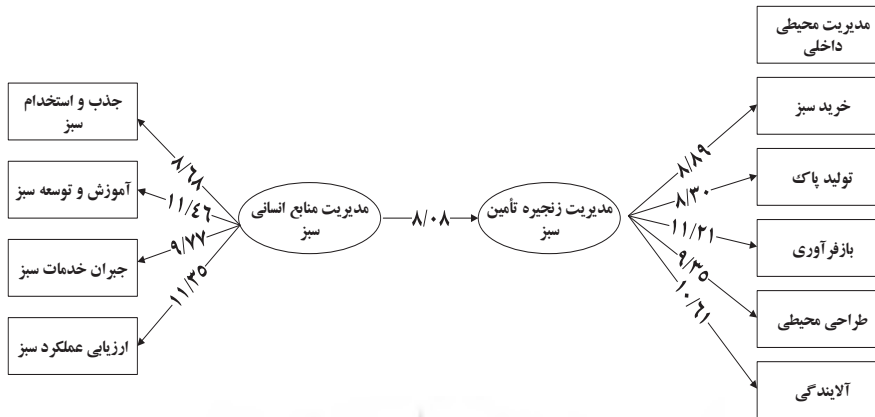 مدیریت محیطی
داخلی
خرید سبز
تولید پاک
بازفرآوری
طراحی محیطی
آلایندگی
۸/۸۹
۸/۳۰
۱۱/۲۱
۹/۳۵
۱۰/۶۱
مدیریت زنجیره تأمین
سبز
۸/۰۸
مدیریت منابع انسانی
سبز
۸/۶۸
۱۱/۴۶
۹/۷۷
۱۱/۳۵
جذب و استخدام
سبز
آموزش و توسعه سبز
جبران خدمات سبز
ارزیابی عملکرد سبز